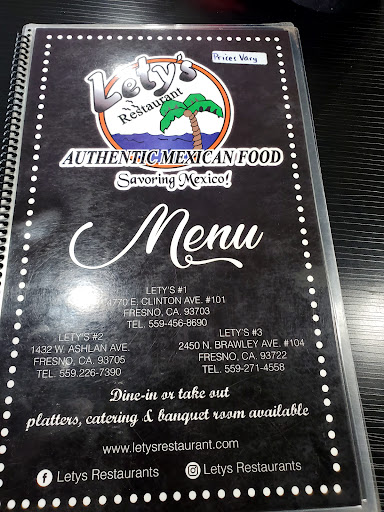 Lety's
Restaurant
Prices Vary
AUTHENTIC MEXICAN FOOD
Savoring Mexico!
Menu
LETY'S #1
1770 E. CLINTON AVE. #101
FRESNO, CA. 93703
TEL. 559-456-8690
LETY'S #2
1432 W. ASHLAN AVE.
FRESNO, CA. 93705
TEL. 559.226-7390
LETY'S #3
2450 N. BRAWLEY AVE. #104
FRESNO, CA. 93722
TEL. 559-271-4558
Dine-in or take out
platters, catering & banquet room available
www.letysrestaurant.com
Letys Restaurants
Letys Restaurants